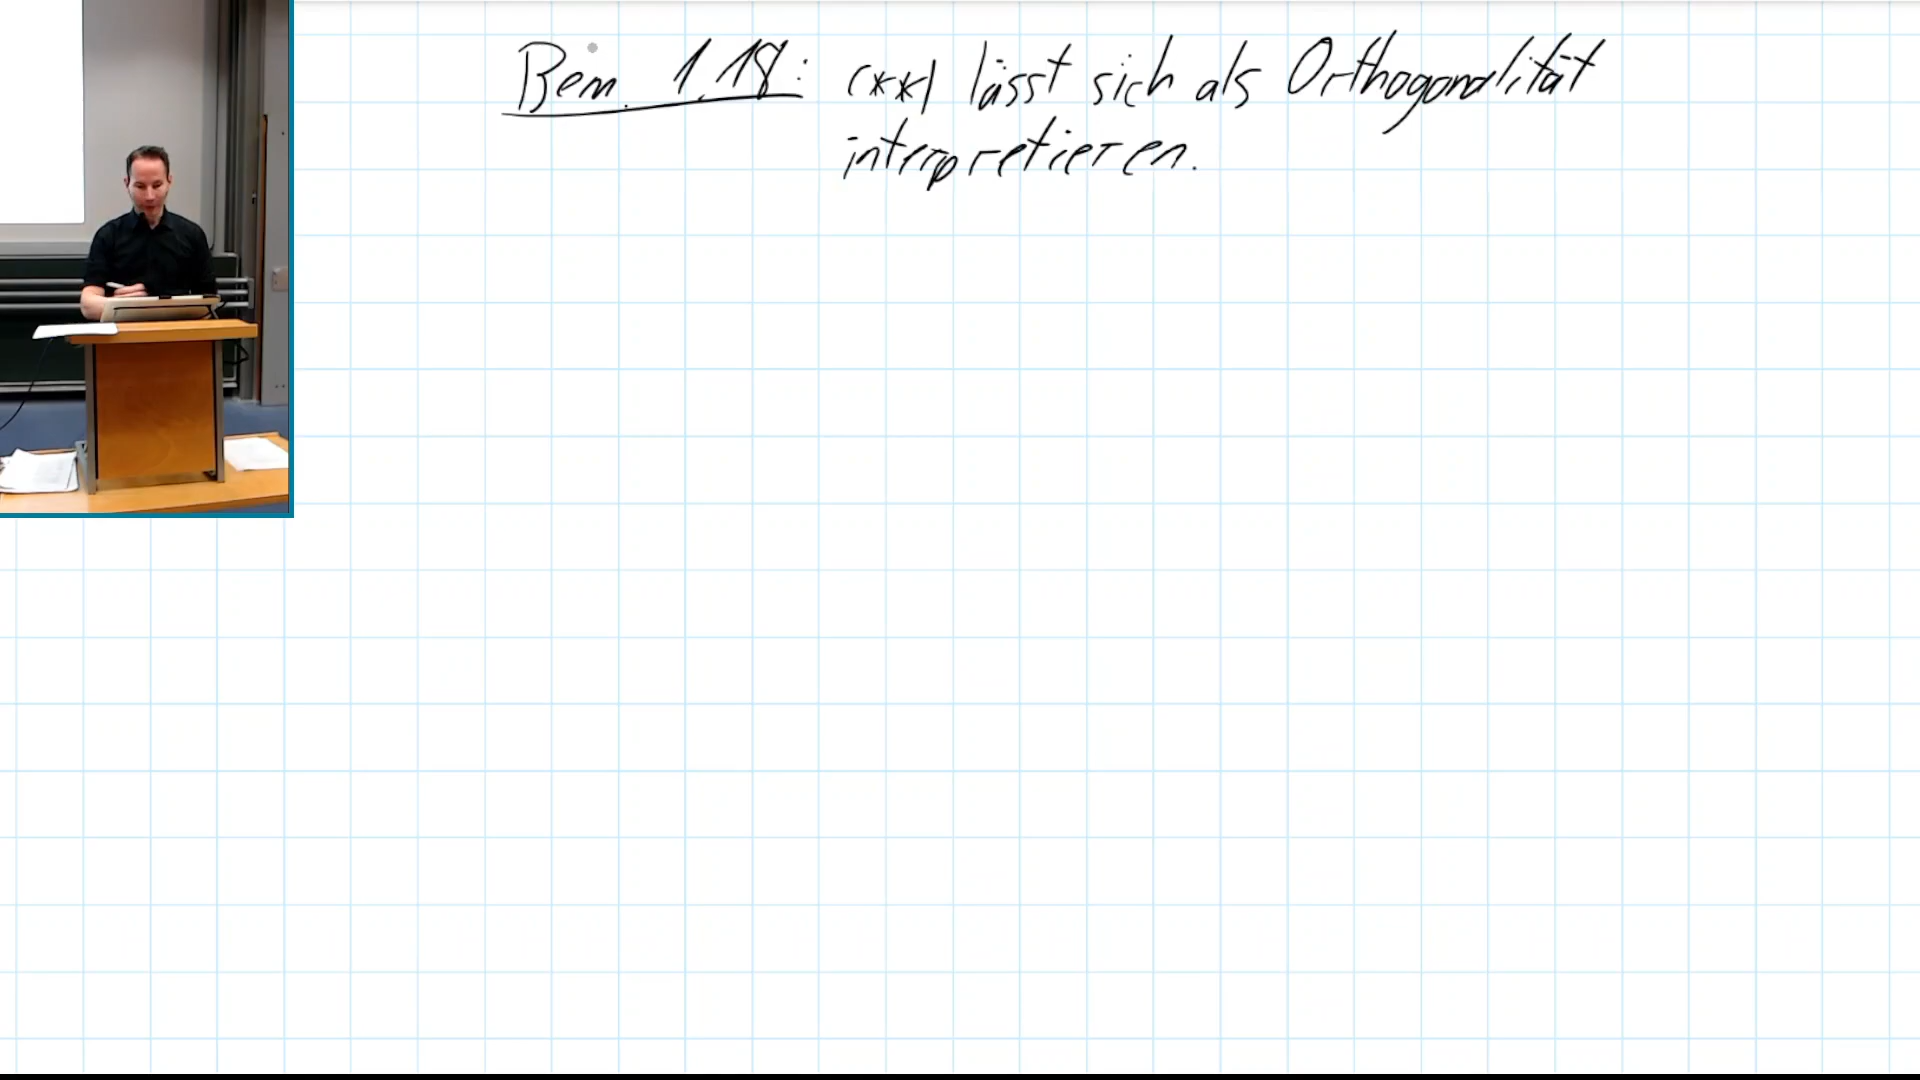 Bem. 1.18: (**) lässt sich als Orthogonalität
interpretieren.